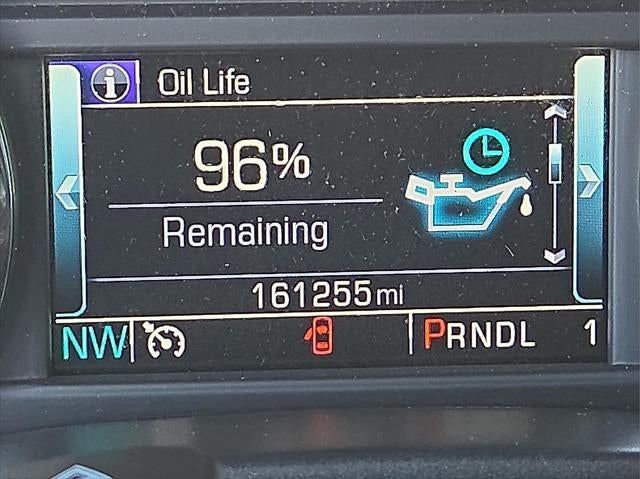 i Oil Life
96%
Remaining
161255 mi
NW PRNDL 1